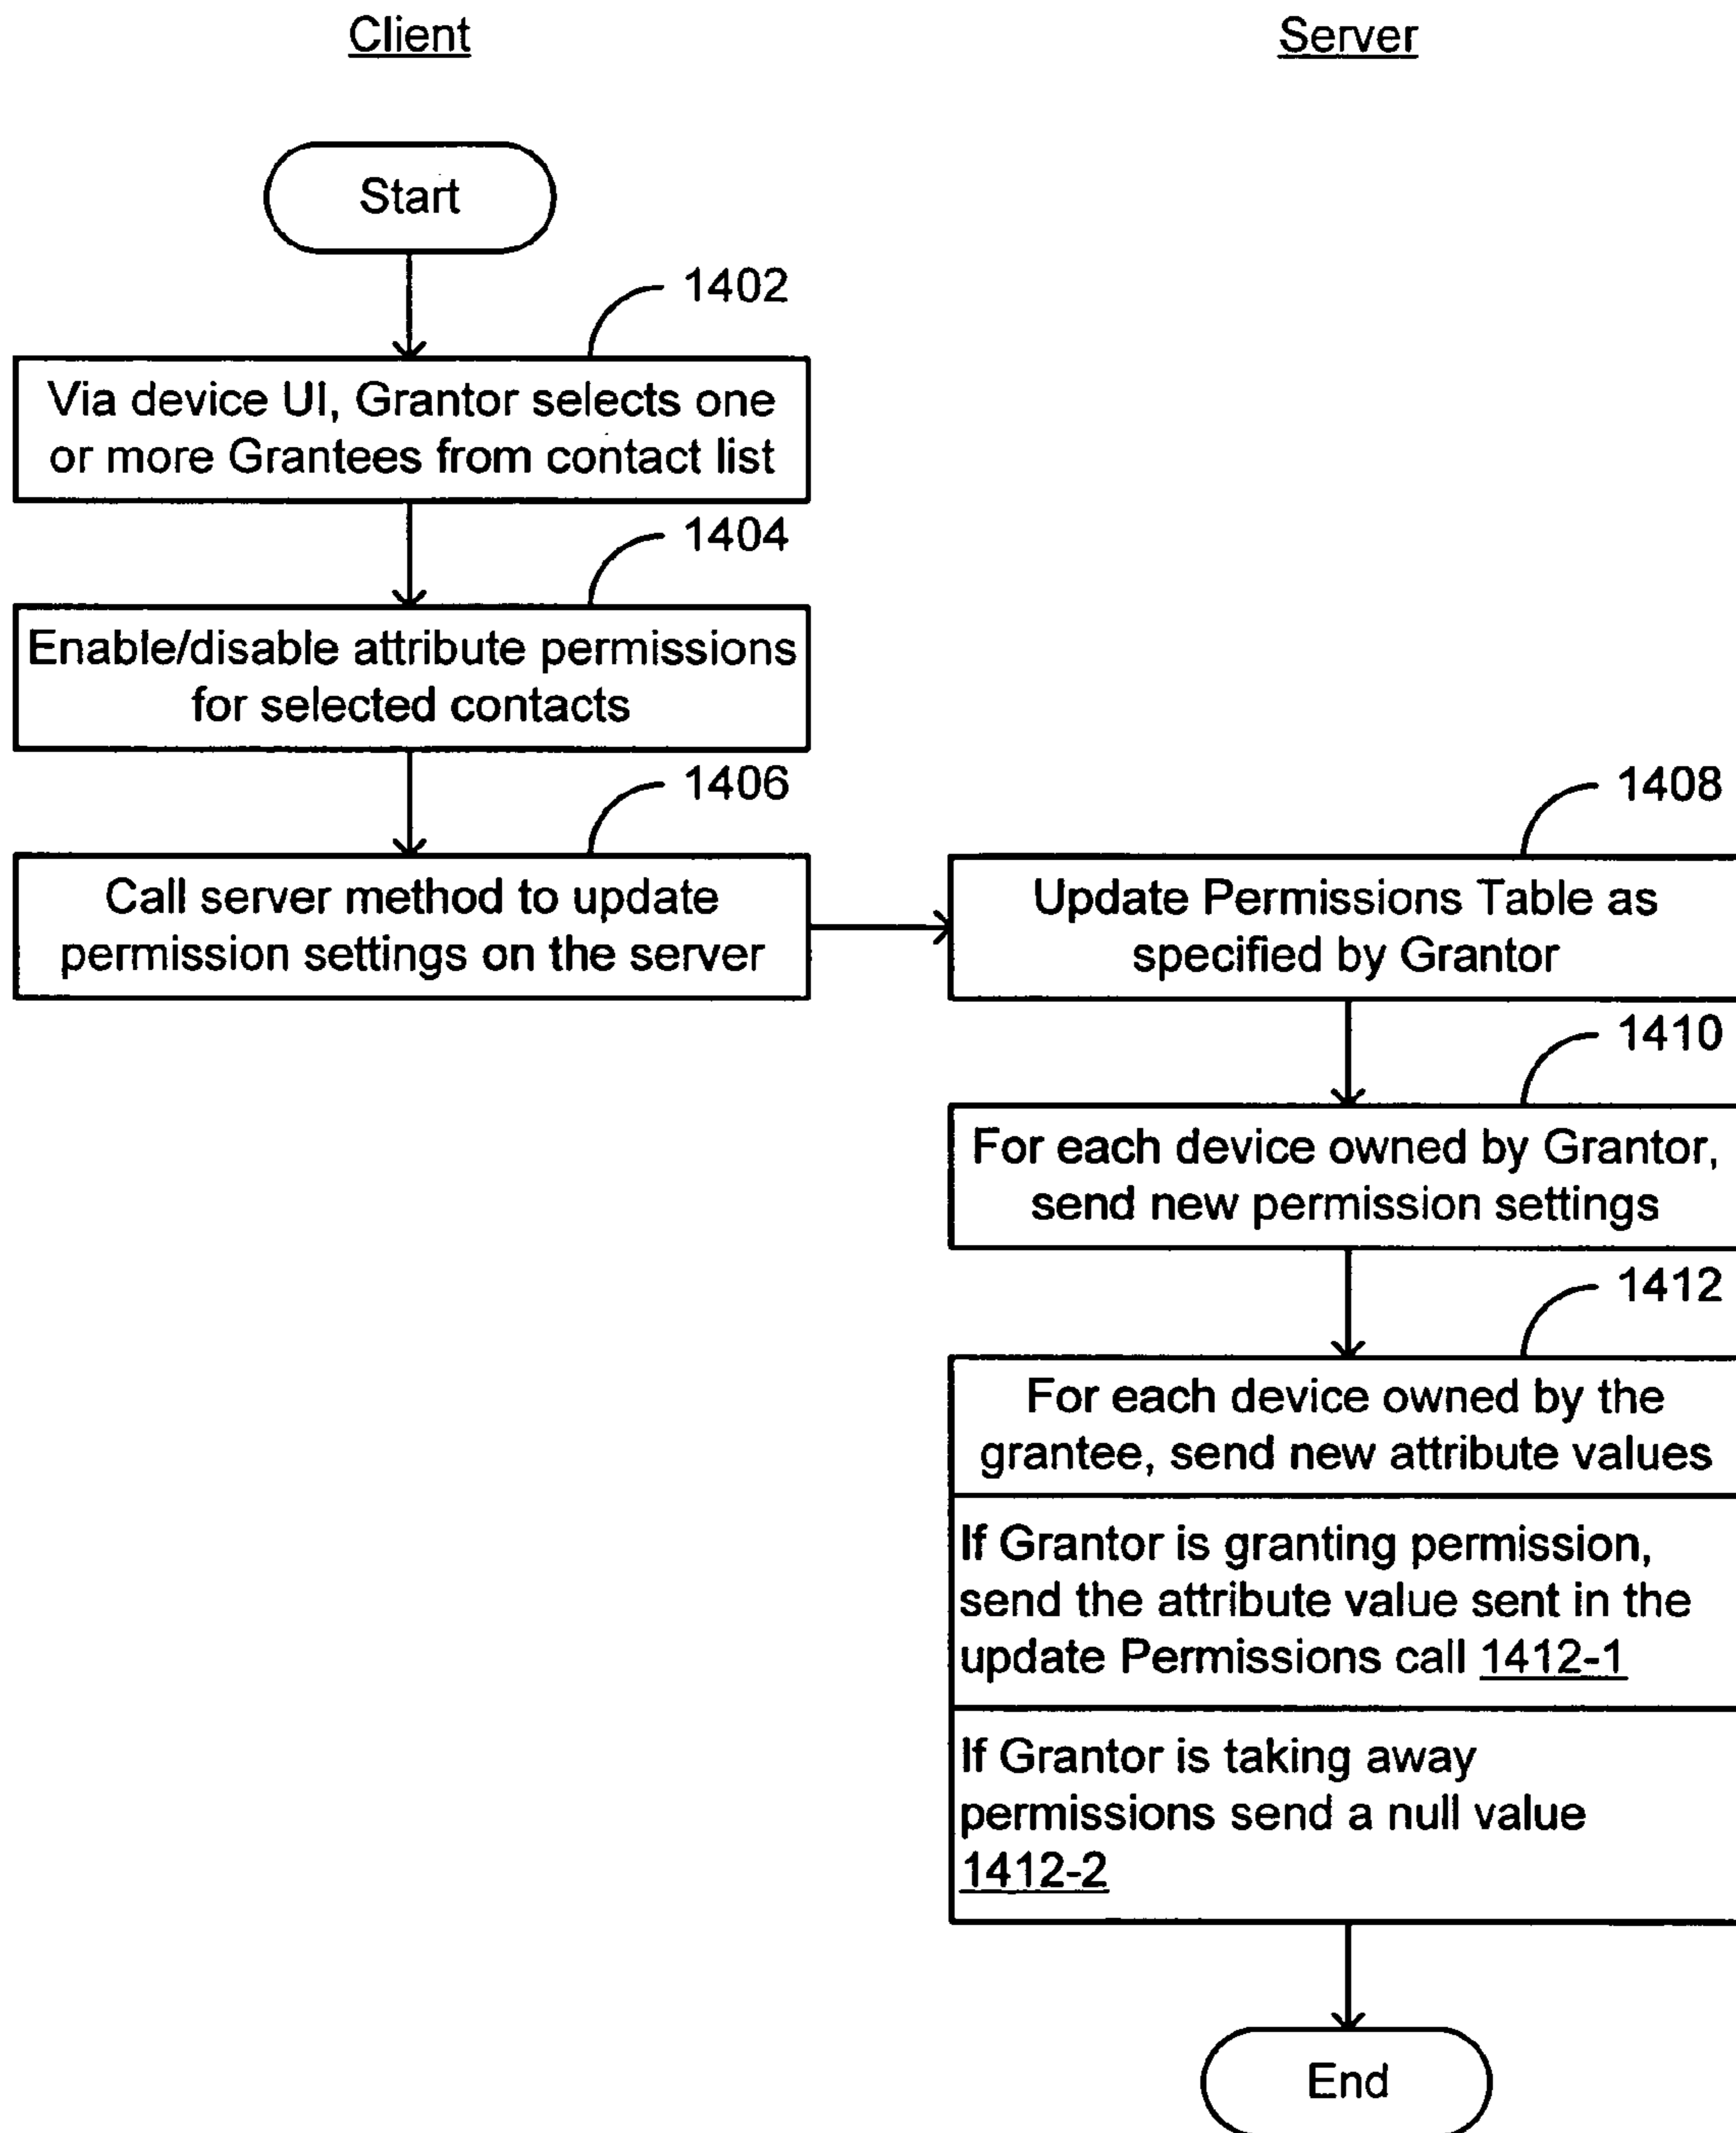 Client
Server
Start
1402
Via device UI, Grantor selects one
or more Grantees from contact list
1404
Enable/disable attribute permissions
for selected contacts
1406
Call server method to update
permission settings on the server
1408
Update Permissions Table as
specified by Grantor
1410
For each device owned by Grantor,
send new permission settings
1412
For each device owned by the
grantee, send new attribute values
If Grantor is granting permission,
send the attribute value sent in the
update Permissions call 1412-1
If Grantor is taking away
permissions send a null value
1412-2
End